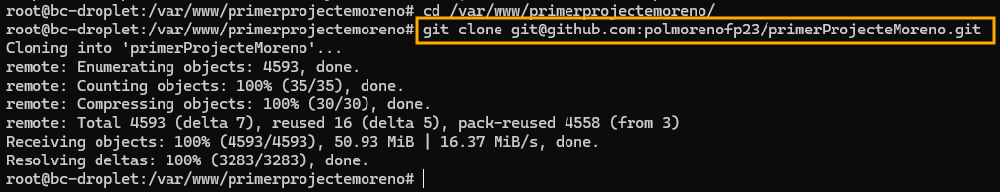 root@bc-droplet:/var/www/primerprojectemoreno# cd /var/www/primerprojectemoreno/
root@bc-droplet:/var/www/primerprojectemoreno# git clone git@github.com:polmorenofp23/primerProjecteMoreno.git
Cloning into 'primerProjecteMoreno'...
remote: Enumerating objects: 4593, done.
remote: Counting objects: 100% (35/35), done.
remote: Compressing objects: 100% (30/30), done.
remote: Total 4593 (delta 7), reused 16 (delta 5), pack-reused 4558 (from 3)
Receiving objects: 100% (4593/4593), 50.93 MiB | 16.37 MiB/s, done.
Resolving deltas: 100% (3283/3283), done.
root@bc-droplet:/var/www/primerprojectemoreno#